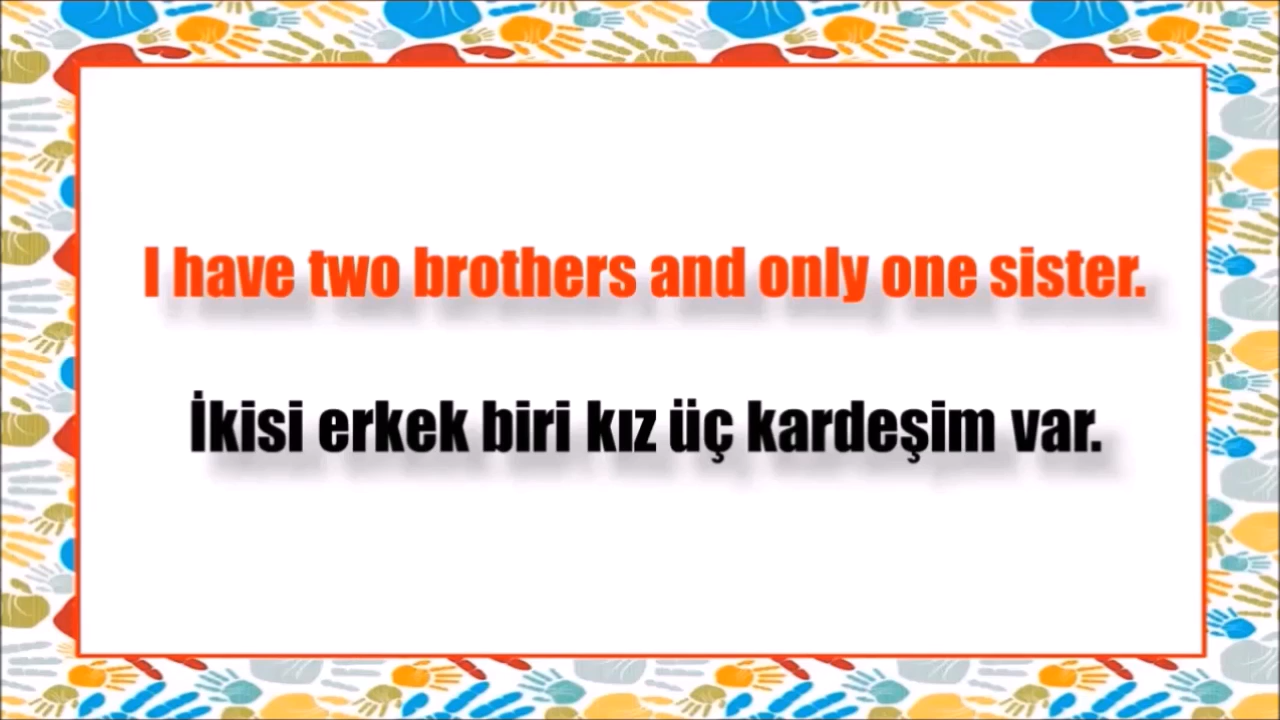 I have two brothers and only one sister.
İkisi erkek biri kız üç kardeşim var.